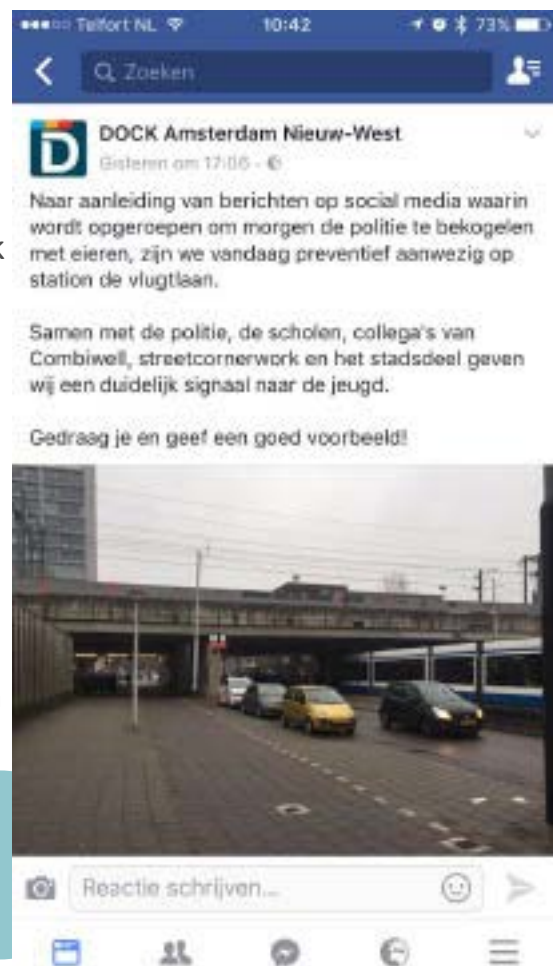 Telfort NL 10:42 73%
Zoeken
D DOCK Amsterdam Nieuw-West
Gisteren om 17:06
Naar aanleiding van berichten op social media waarin
wordt opgeroepen om morgen de politie te bekogelen
k
met eieren, zijn we vandaag preventief aanwezig op
station de vlugtlaan.
Samen met de politie, de scholen, collega's van
Combiwell, streetcornerwork en het stadsdeel geven
wij een duidelijk signaal naar de jeugd.
Gedraag je en geef een goed voorbeeld!
Reactie schrijven...